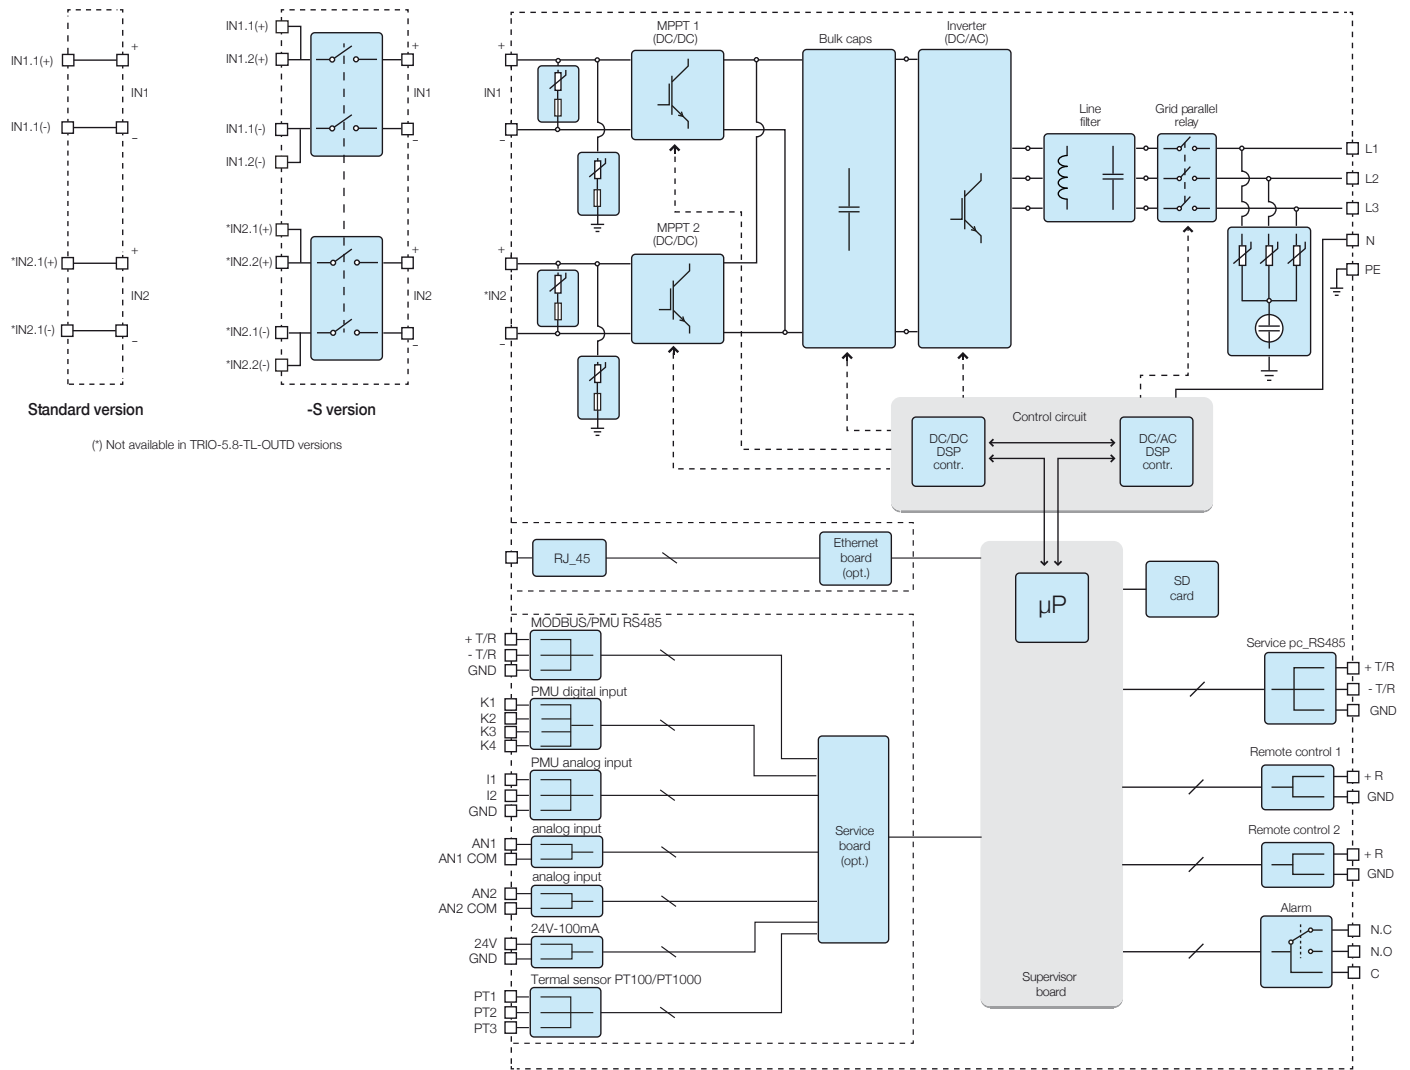 IN1.1(+)
+
IN1
IN1.1(-)
–
*IN2.1(+)
+
IN2
*IN2.1(-)
–
Standard version
IN1.1(+)
IN1.2(+)
+
IN1
IN1.1(-)
–
IN1.2(-)
*IN2.1(+)
*IN2.2(+)
+
IN2
*IN2.1(-)
–
*IN2.2(-)
-S version
(*) Not available in TRIO-5.8-TL-OUTD versions
+
IN1
–
+
*IN2
–
MPPT 1
(DC/DC)
MPPT 2
(DC/DC)
Bulk caps
Inverter
(DC/AC)
Line
filter
Grid parallel
relay
L1
L2
L3
N
PE
Control circuit
DC/DC
DSP
contr.
DC/AC
DSP
contr.
RJ_45
Ethernet
board
(opt.)
µP
SD
card
Supervisor
board
MODBUS/PMU RS485
+ T/R
- T/R
GND
PMU digital input
K1
K2
K3
K4
PMU analog input
I1
I2
GND
analog input
AN1
AN1 COM
analog input
AN2
AN2 COM
24V-100mA
24V
GND
Termal sensor PT100/PT1000
PT1
PT2
PT3
Service
board
(opt.)
Service pc_RS485
+ T/R
- T/R
GND
Remote control 1
+ R
GND
Remote control 2
+ R
GND
Alarm
N.C
N.O
C